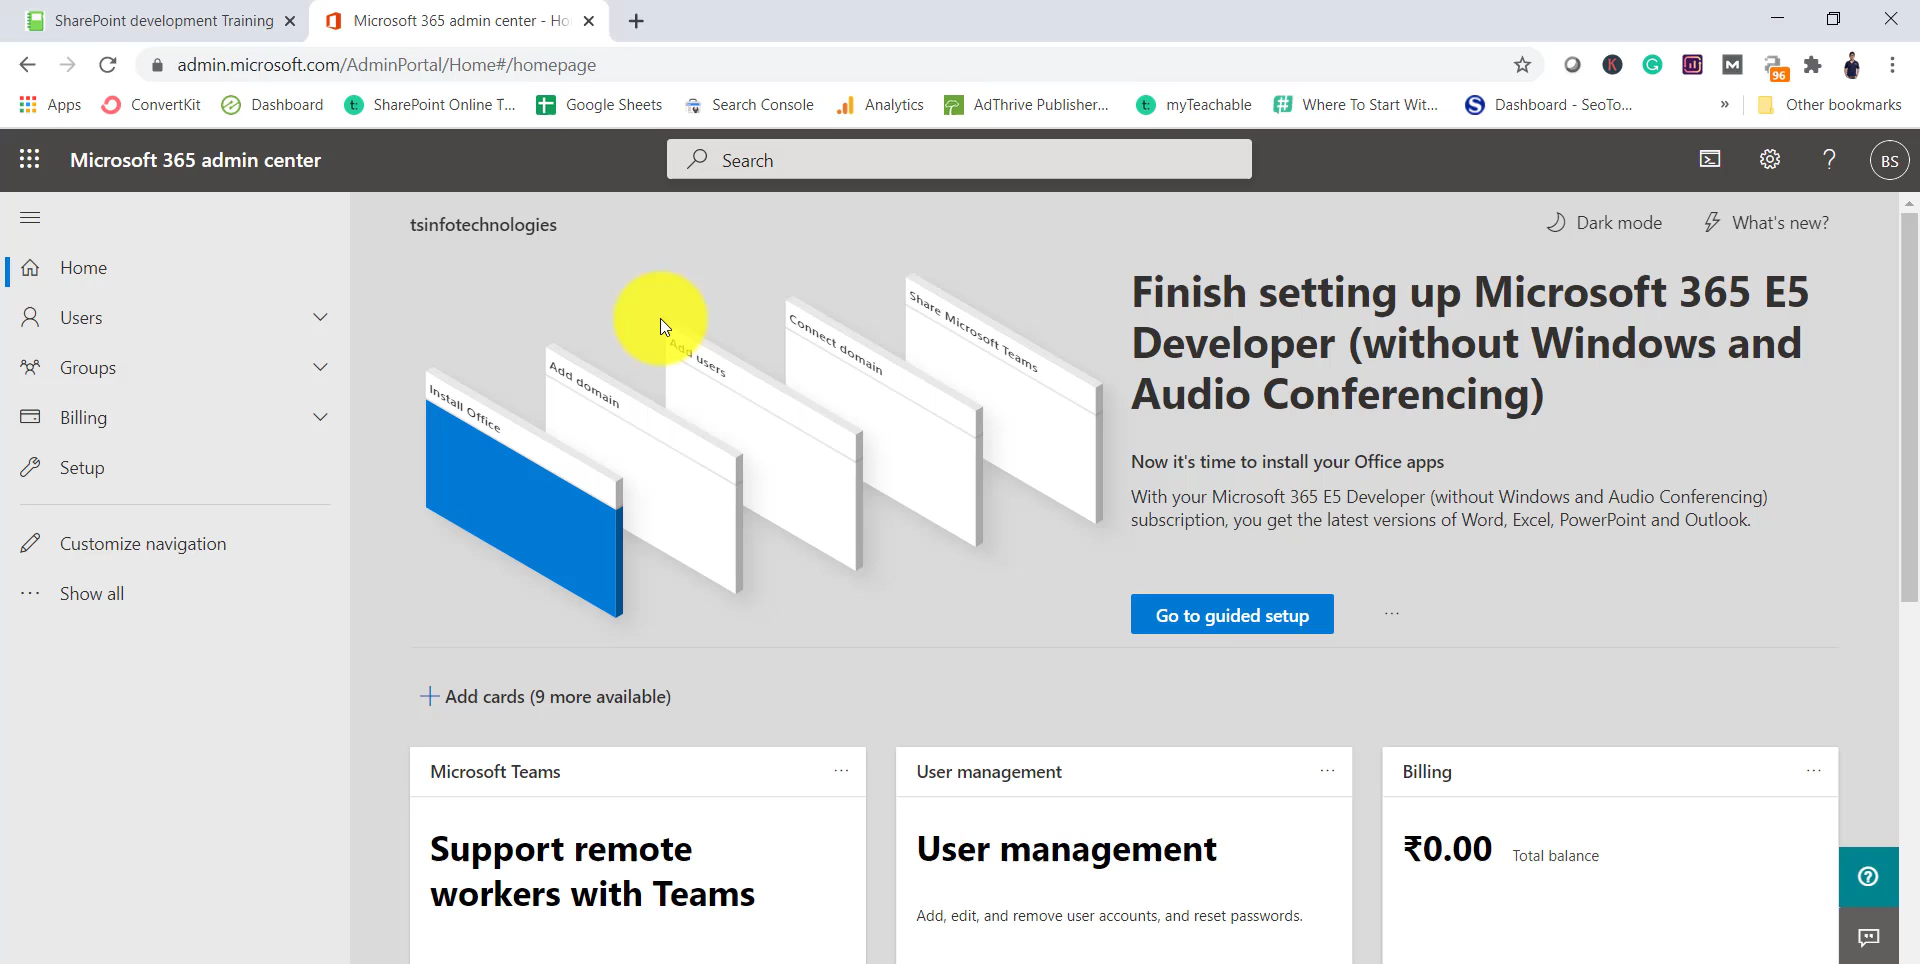 SharePoint development Training
Microsoft 365 admin center - Ho
admin.microsoft.com/AdminPortal/Home#/homepage
96
Apps
ConvertKit
Dashboard
SharePoint Online T...
Google Sheets
Search Console
Analytics
AdThrive Publisher...
myTeachable
Where To Start Wit...
Dashboard - SeoTo...
»
Other bookmarks
Microsoft 365 admin center
Search
?
BS
tsinfotechnologies
Dark mode
What's new?
Home
Users
Groups
Billing
Setup
Customize navigation
Show all
Install Office
Add domain
Add users
Connect domain
Share Microsoft Teams
Finish setting up Microsoft 365 E5
Developer (without Windows and
Audio Conferencing)
Now it's time to install your Office apps
With your Microsoft 365 E5 Developer (without Windows and Audio Conferencing)
subscription, you get the latest versions of Word, Excel, PowerPoint and Outlook.
Go to guided setup
Add cards (9 more available)
Microsoft Teams
Support remote
workers with Teams
User management
User management
Add, edit, and remove user accounts, and reset passwords.
Billing
₹0.00 Total balance